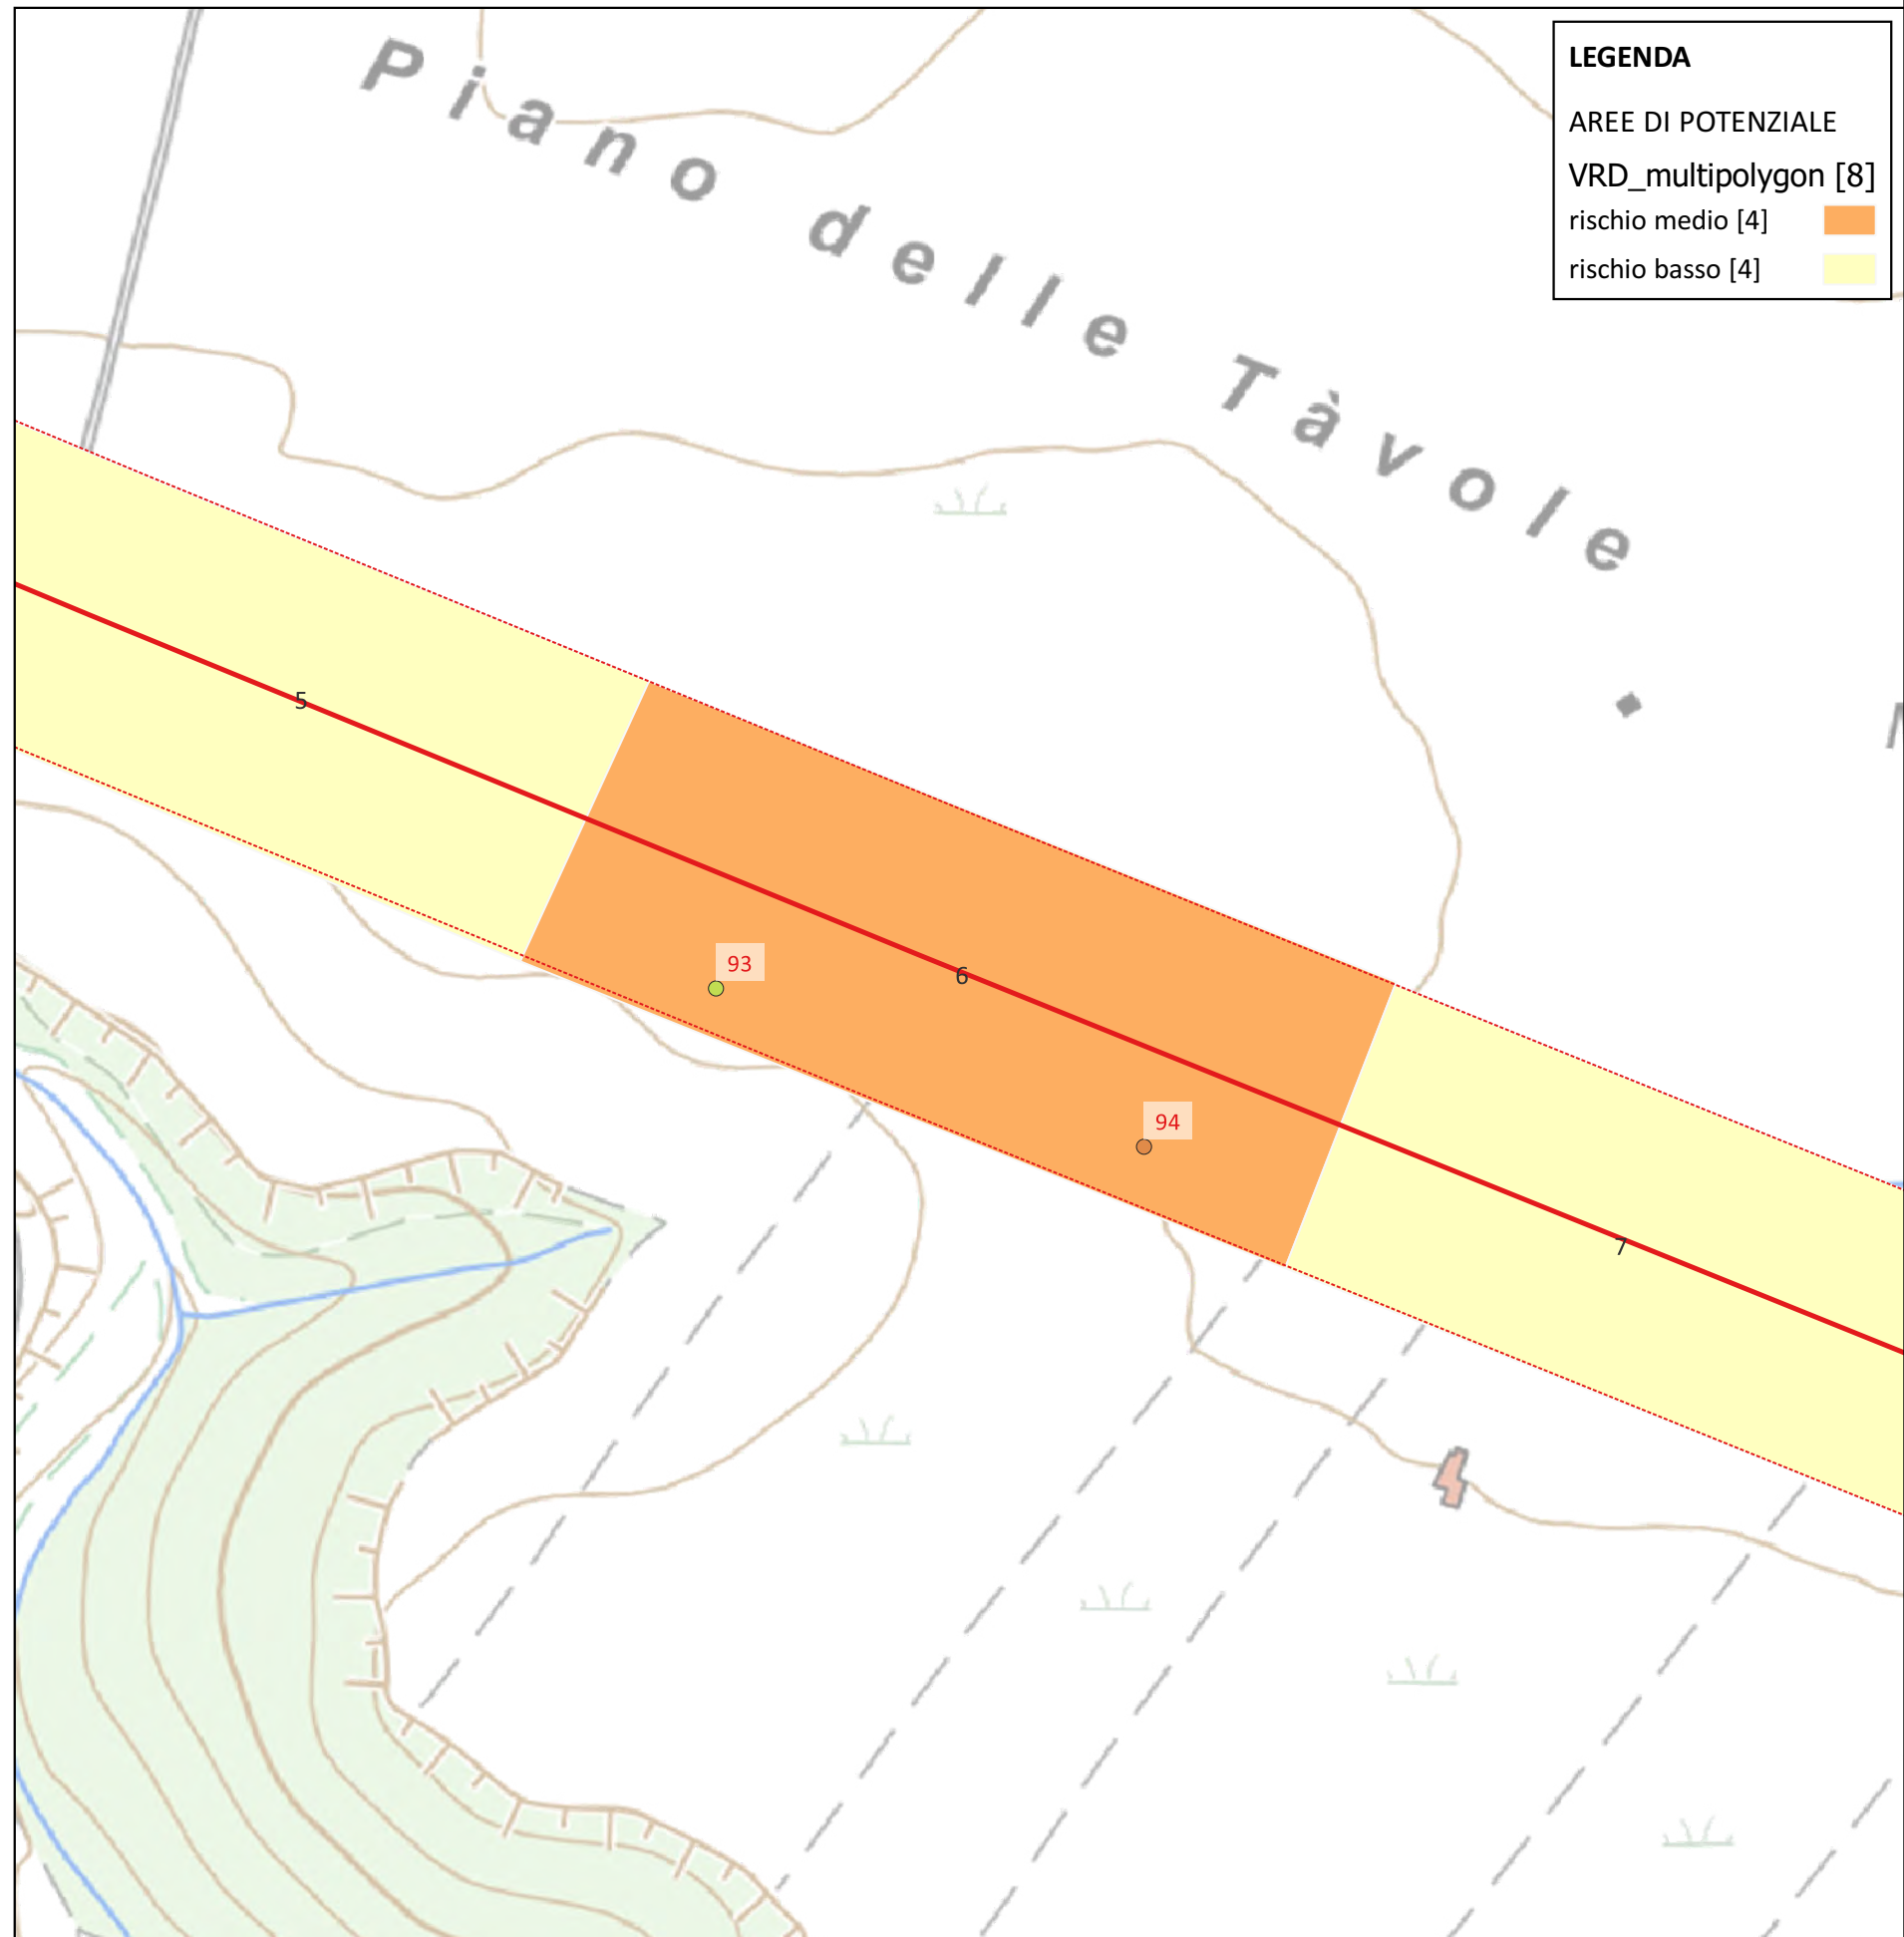 Piano delle Tàvole
LEGENDA
AREE DI POTENZIALE
VRD_multipolygon [8]
rischio medio [4]
rischio basso [4]
5
93
6
94
7